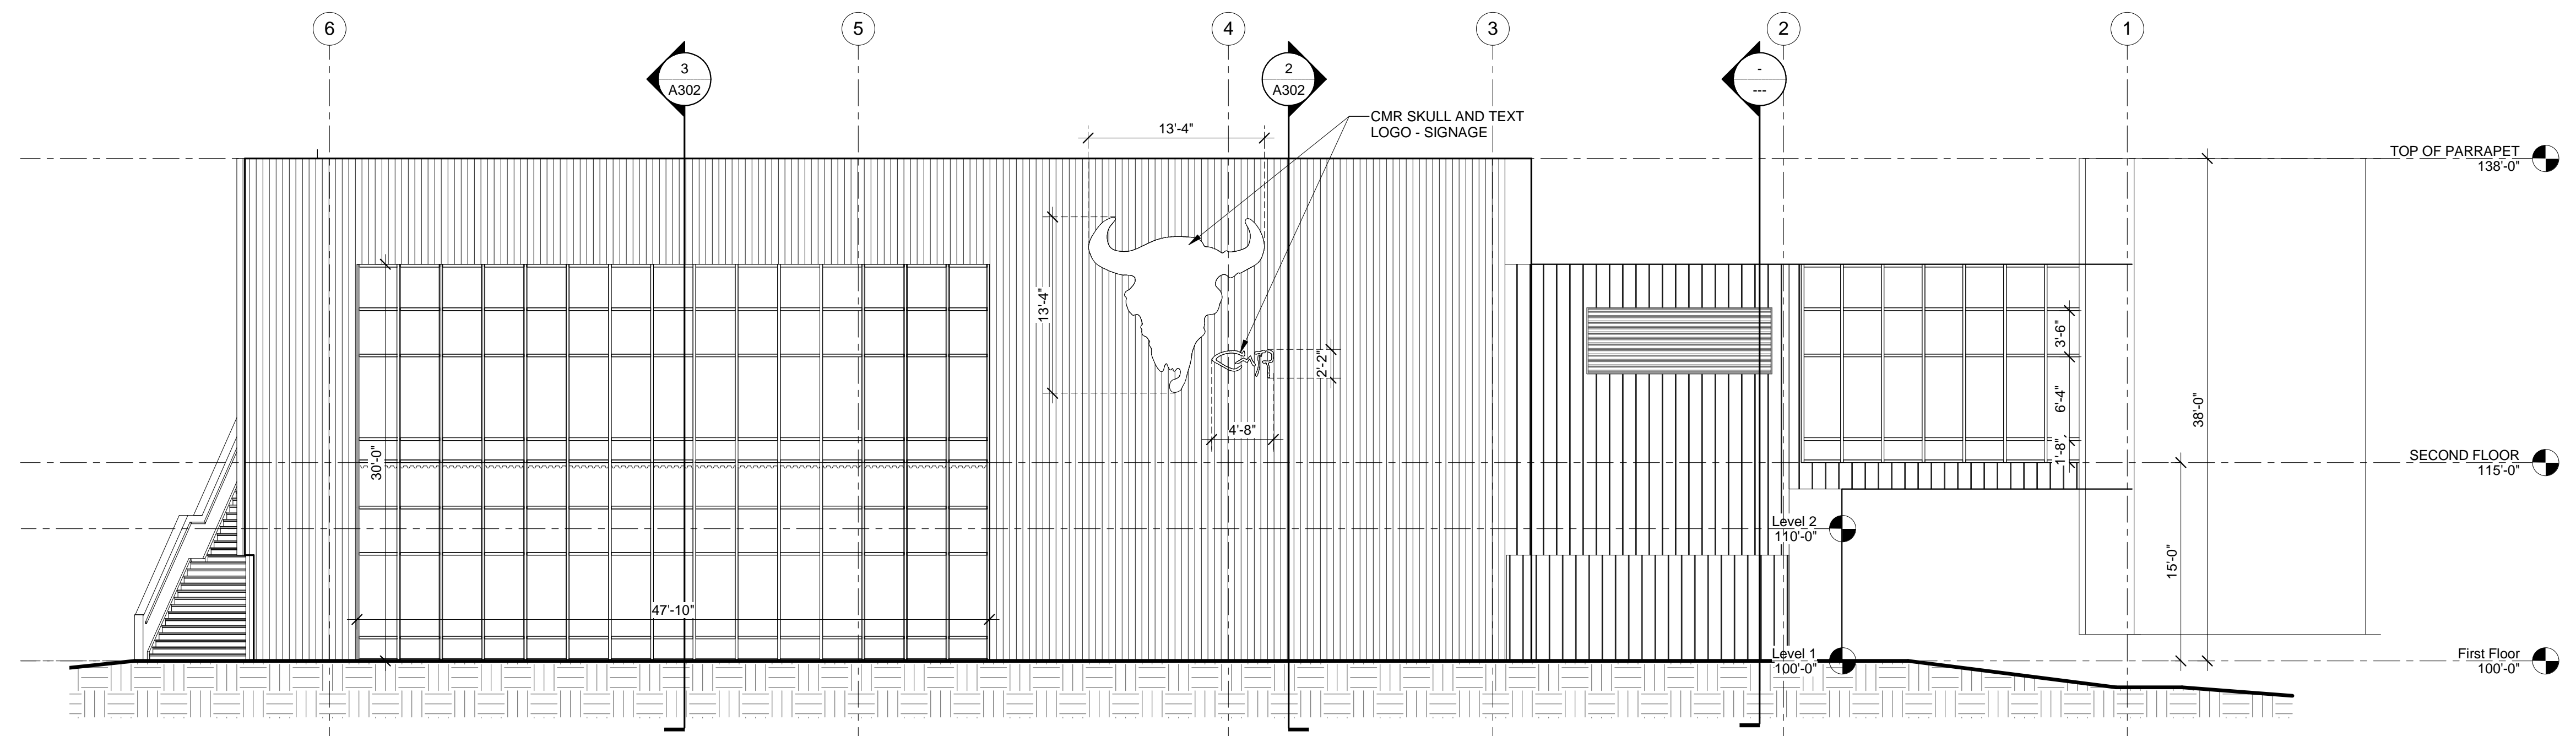 6
5
4
3
2
1
3
A302
2
A302
-
---
CMR SKULL AND TEXT
LOGO - SIGNAGE
13'-4"
TOP OF PARRAPET
138'-0"
13'-4"
2'-2"
4'-8"
3'-6"
6'-4"
1'-8"
38'-0"
30'-0"
SECOND FLOOR
115'-0"
Level 2
110'-0"
15'-0"
47'-10"
Level 1
100'-0"
First Floor
100'-0"
CMR